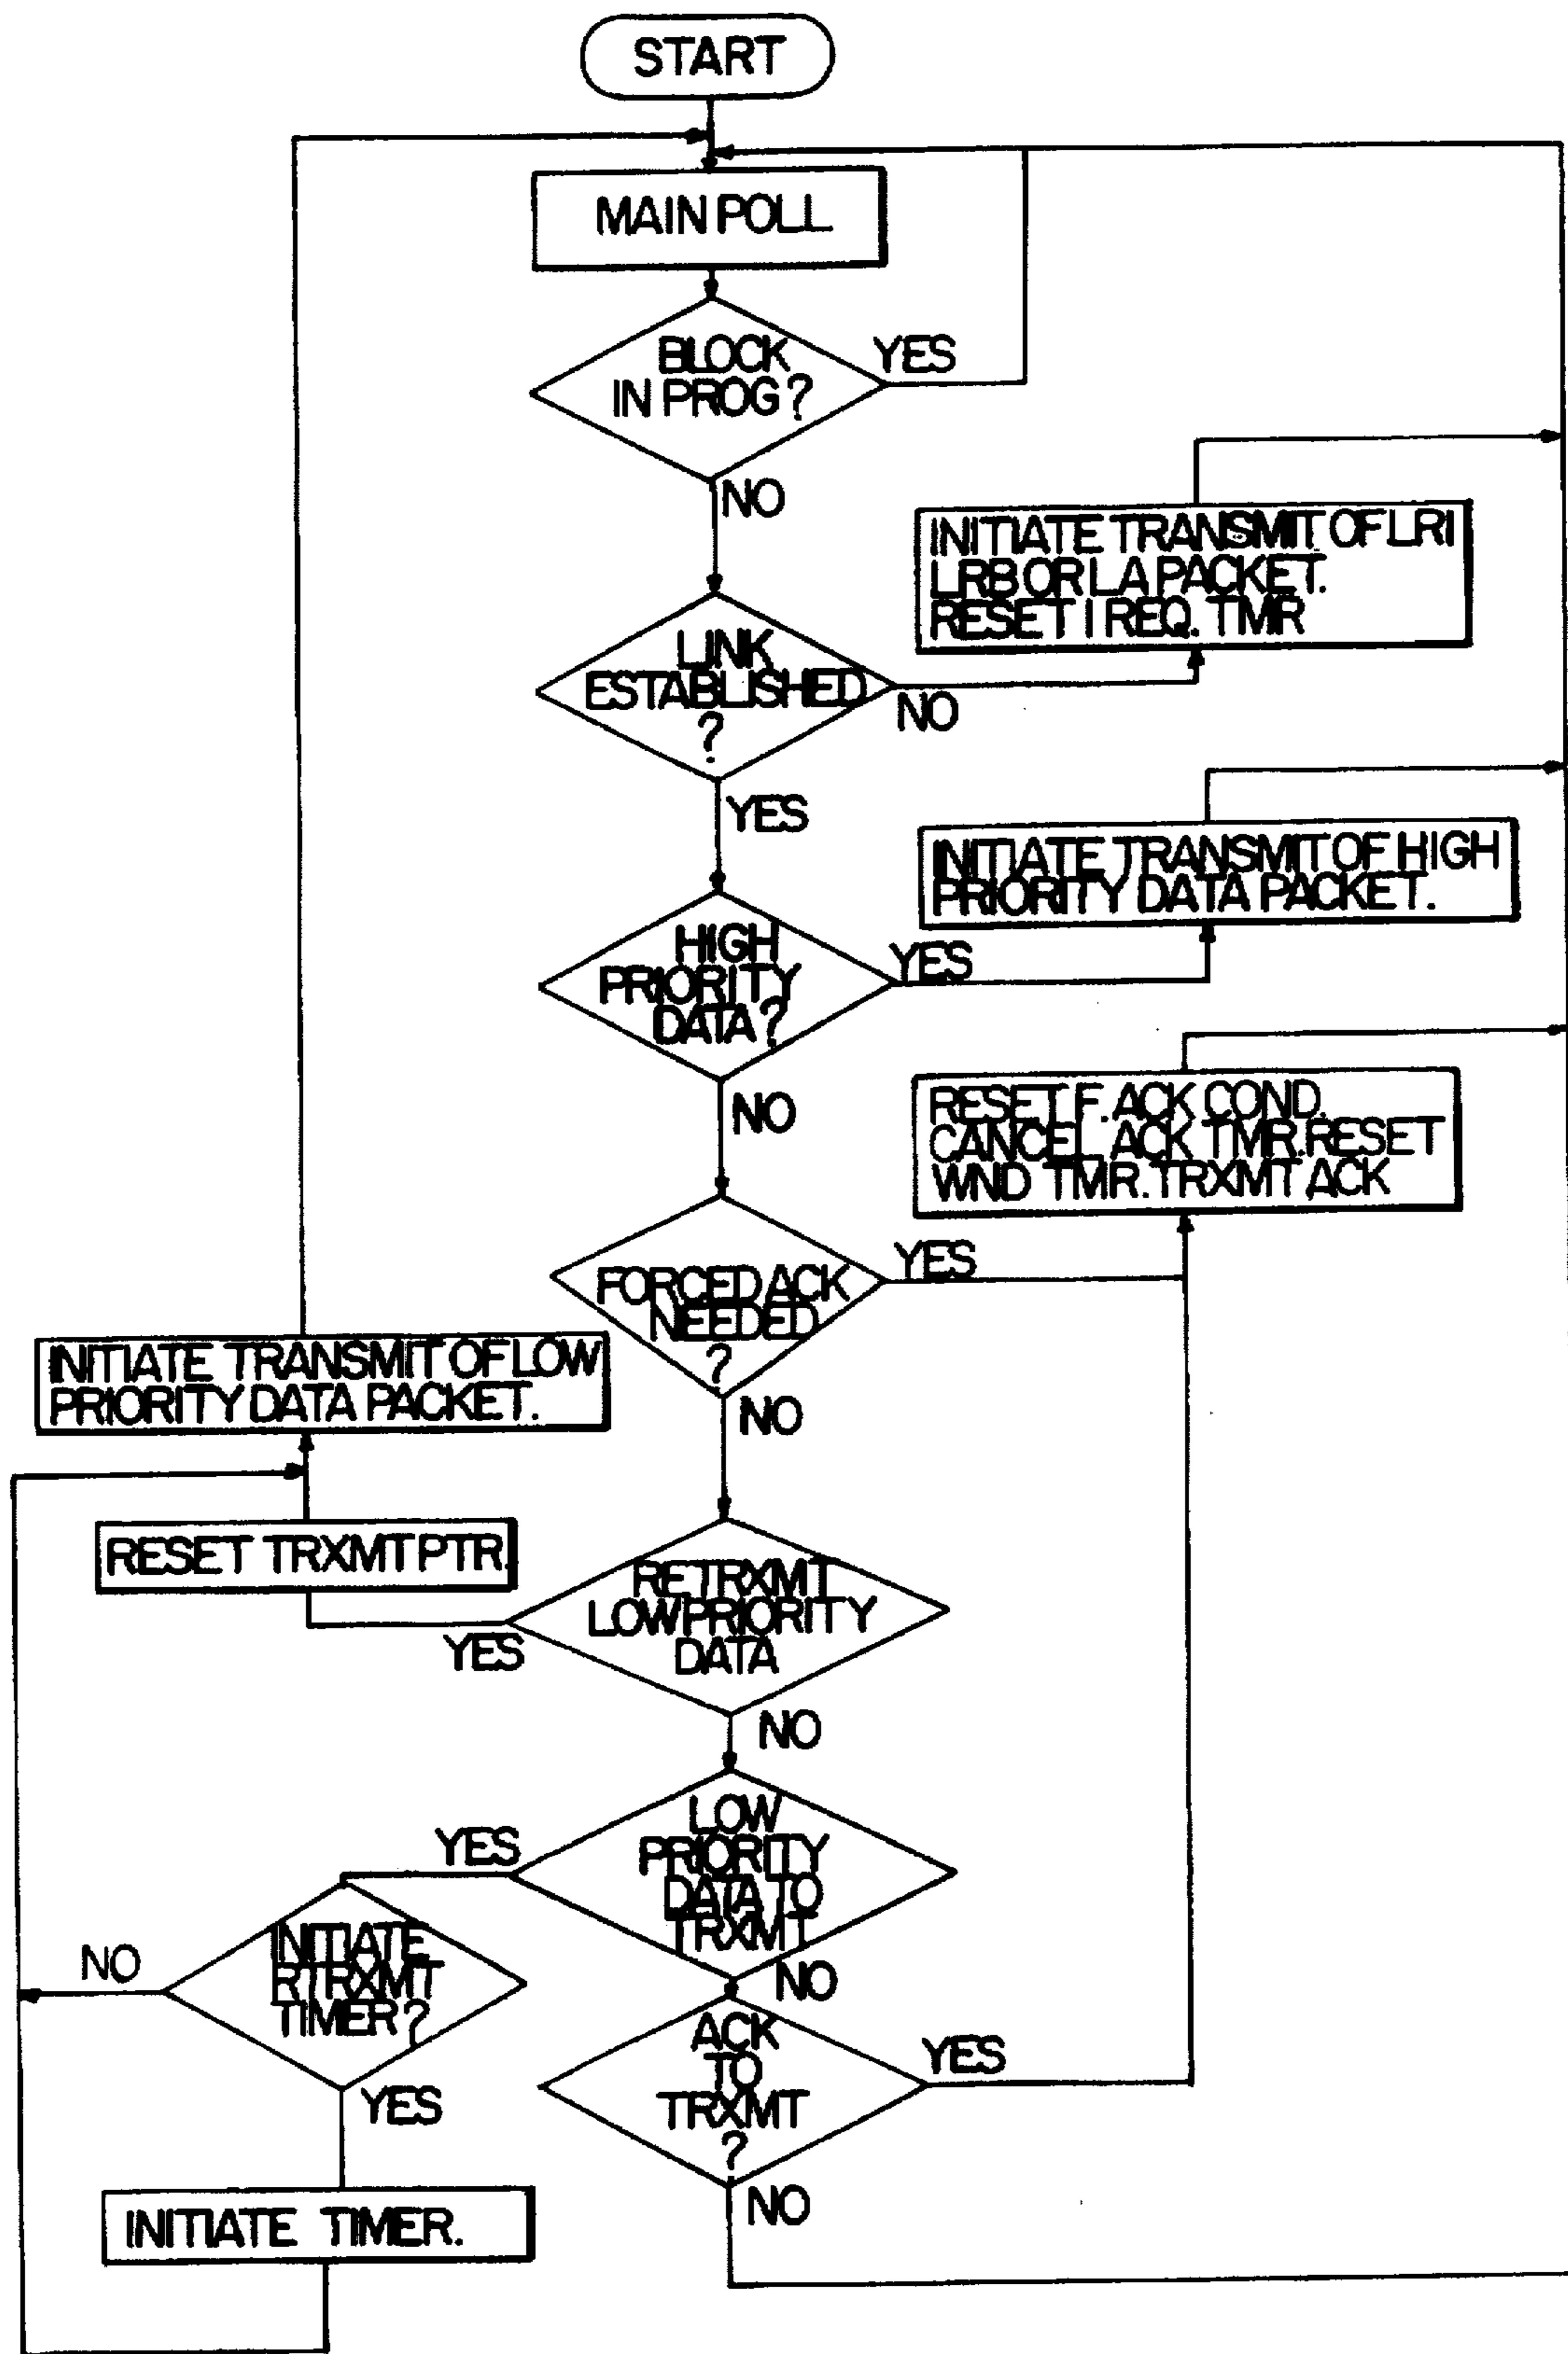 START
MAIN POLL
BLOCK
IN PROG?
YES
NO
INITIATE TRANSMIT OF LRI
LRB OR LA PACKET.
RESET I REQ. TMR
LINK
ESTABLISHED
?
NO
YES
INITIATE TRANSMIT OF HIGH
PRIORITY DATA PACKET.
HIGH
PRIORITY
DATA?
YES
NO
RESET F. ACK COND.
CANCEL ACK TMR. RESET
WND TMR. TRXMT ACK
FORCED ACK
NEEDED
?
YES
NO
INITIATE TRANSMIT OF LOW
PRIORITY DATA PACKET.
RESET TRXMT PTR.
RETRXMT
LOW PRIORITY
DATA
YES
NO
LOW
PRIORITY
DATA TO
TRXMT
YES
NO
INITIATE
RTRXMT
TIMER?
NO
YES
ACK
TO
TRXMT
?
YES
NO
INITIATE TIMER.